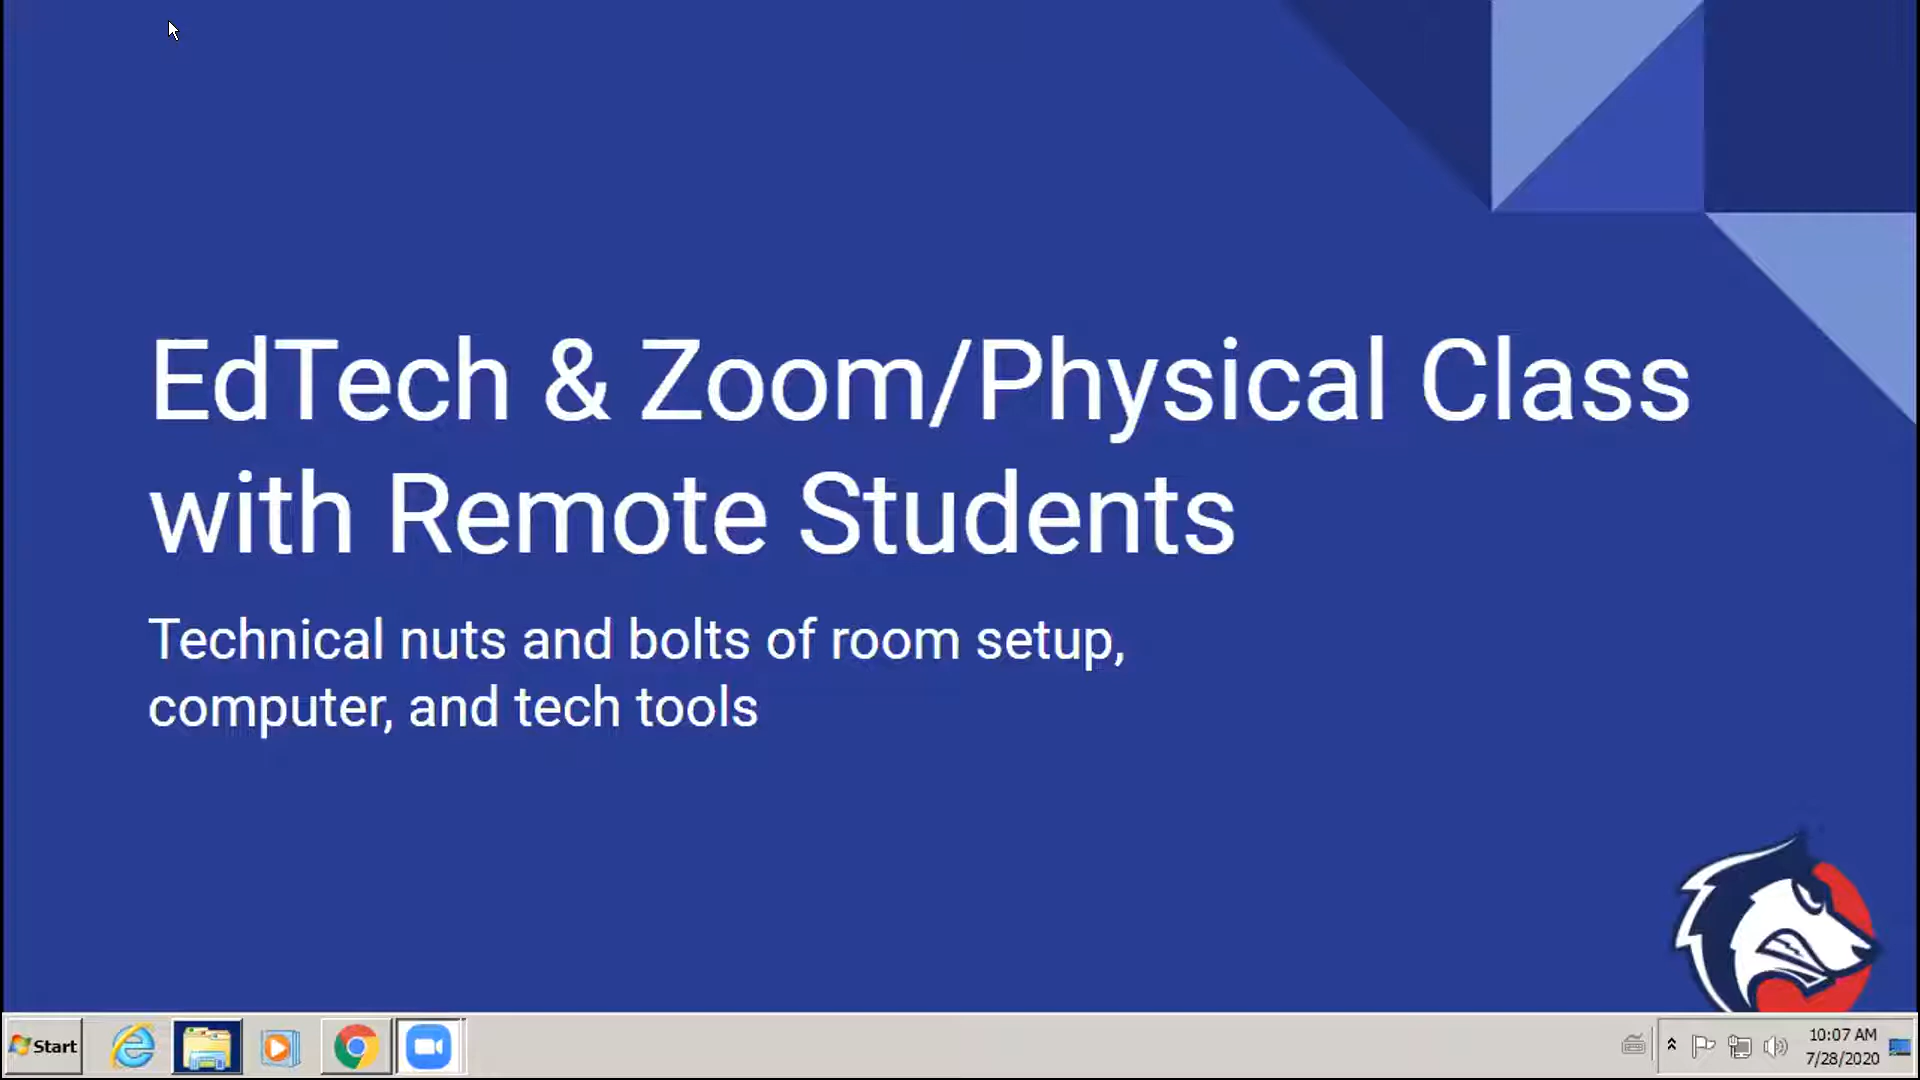 EdTech & Zoom/Physical Class
with Remote Students
Technical nuts and bolts of room setup,
computer, and tech tools
Start
10:07 AM
7/28/2020